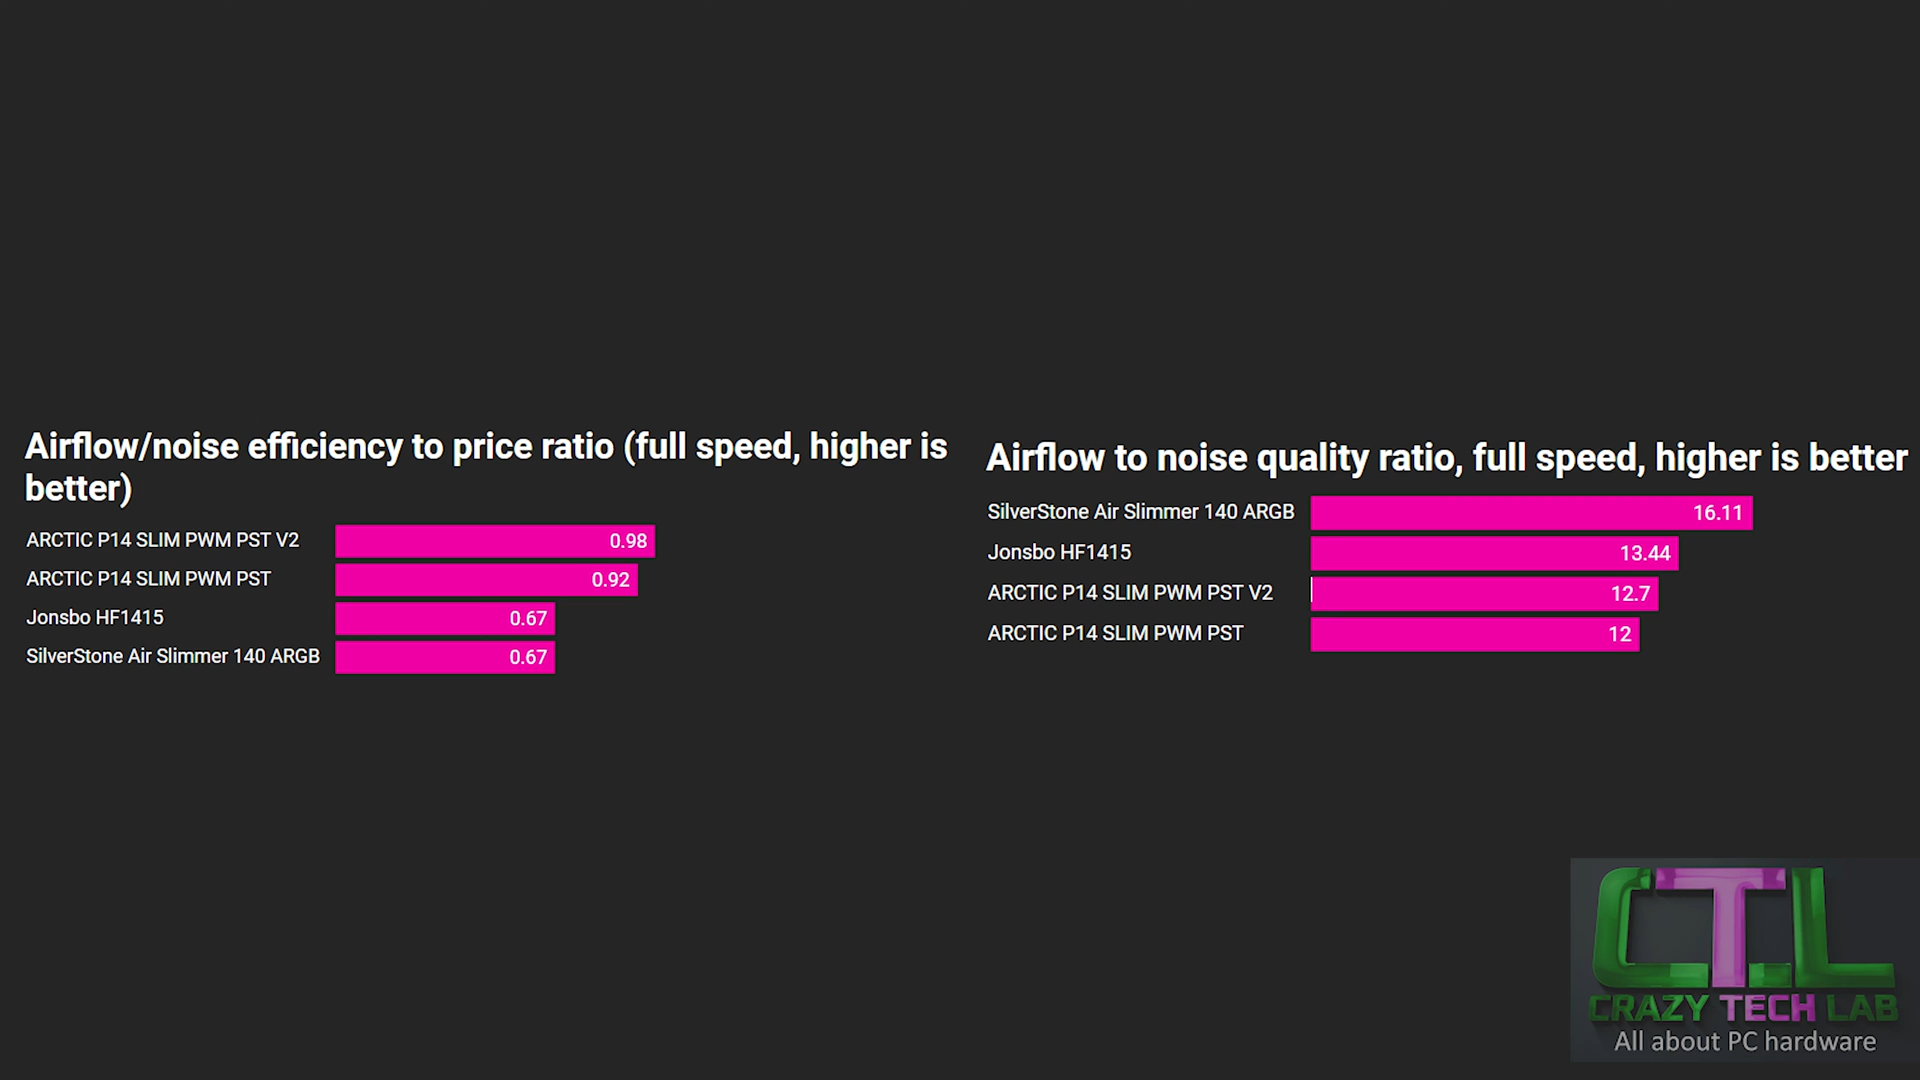 Airflow/noise efficiency to price ratio (full speed, higher is
better)
ARCTIC P14 SLIM PWM PST V2 0.98
ARCTIC P14 SLIM PWM PST 0.92
Jonsbo HF1415 0.67
SilverStone Air Slimmer 140 ARGB 0.67
Airflow to noise quality ratio, full speed, higher is better
SilverStone Air Slimmer 140 ARGB 16.11
Jonsbo HF1415 13.44
ARCTIC P14 SLIM PWM PST V2 12.7
ARCTIC P14 SLIM PWM PST 12
CTL
CRAZY TECH LAB
All about PC hardware